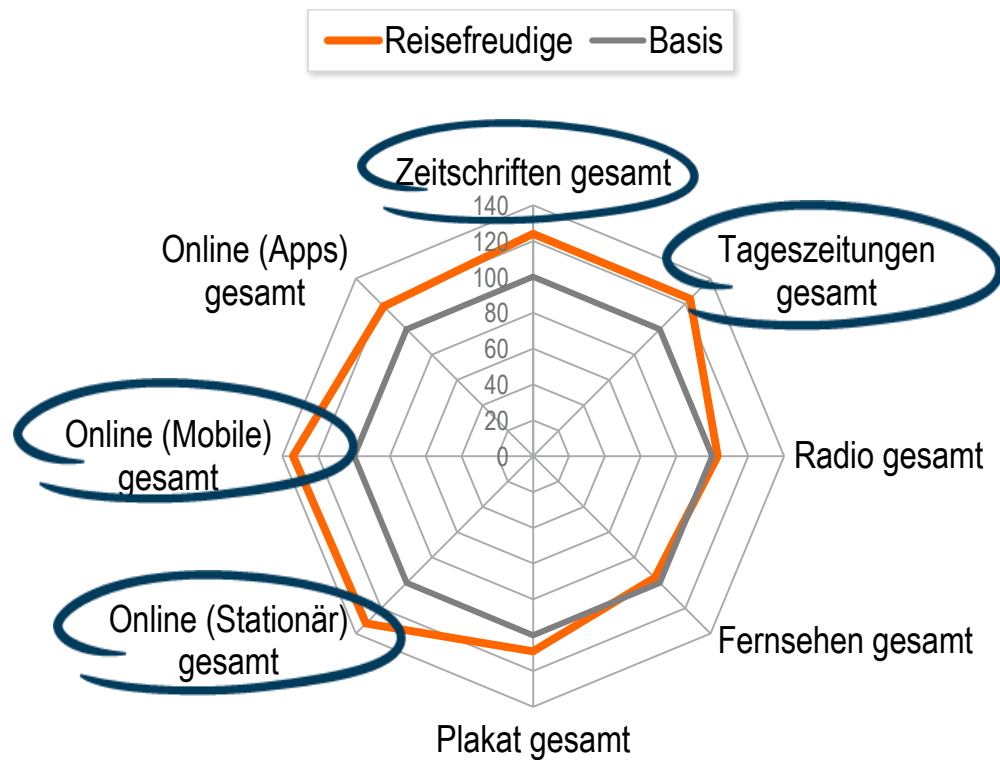 Reisefreudige Basis
Zeitschriften gesamt
140
120
100
80
60
40
20
0
Tageszeitungen
gesamt
Radio gesamt
Fernsehen gesamt
Plakat gesamt
Online (Stationär)
gesamt
Online (Mobile)
gesamt
Online (Apps)
gesamt